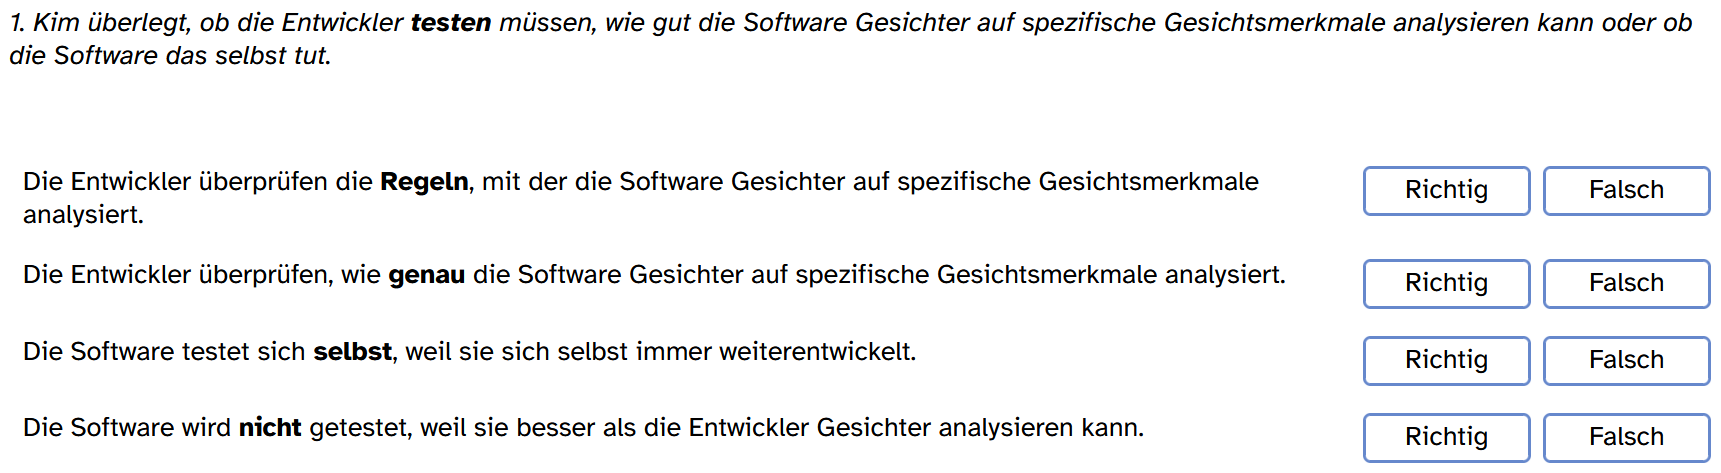 1. Kim überlegt, ob die Entwickler testen müssen, wie gut die Software Gesichter auf spezifische Gesichtsmerkmale analysieren kann oder ob
die Software das selbst tut.
Die Entwickler überprüfen die Regeln, mit der die Software Gesichter auf spezifische Gesichtsmerkmale
analysiert.
Richtig Falsch
Die Entwickler überprüfen, wie genau die Software Gesichter auf spezifische Gesichtsmerkmale analysiert.
Richtig Falsch
Die Software testet sich selbst, weil sie sich selbst immer weiterentwickelt.
Richtig Falsch
Die Software wird nicht getestet, weil sie besser als die Entwickler Gesichter analysieren kann.
Richtig Falsch